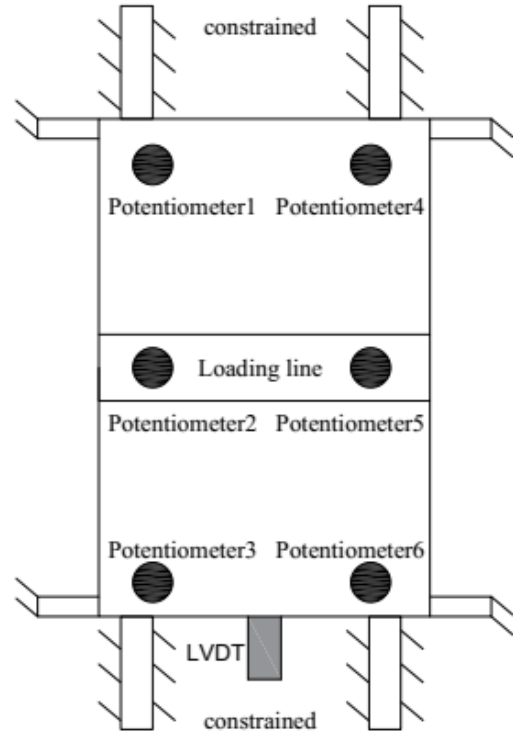 constrained
Potentiometer1 Potentiometer4
Loading line
Potentiometer2 Potentiometer5
Potentiometer3 Potentiometer6
LVDT
constrained